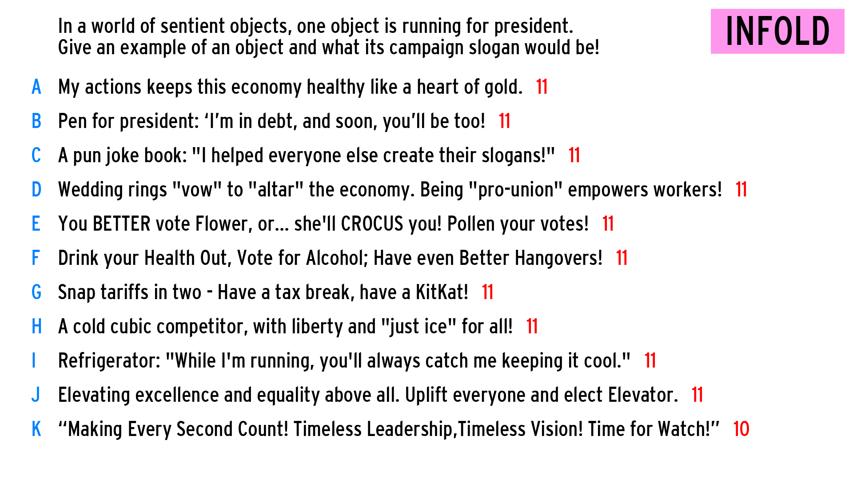 In a world of sentient objects, one object is running for president.
Give an example of an object and what its campaign slogan would be!
INFOLD
A My actions keeps this economy healthy like a heart of gold. 11
B Pen for president: ‘I’m in debt, and soon, you’ll be too! 11
C A pun joke book: "I helped everyone else create their slogans!" 11
D Wedding rings "vow" to "altar" the economy. Being "pro-union" empowers workers! 11
E You BETTER vote Flower, or... she'll CROCUS you! Pollen your votes! 11
F Drink your Health Out, Vote for Alcohol; Have even Better Hangovers! 11
G Snap tariffs in two - Have a tax break, have a KitKat! 11
H A cold cubic competitor, with liberty and "just ice" for all! 11
I Refrigerator: "While I'm running, you'll always catch me keeping it cool." 11
J Elevating excellence and equality above all. Uplift everyone and elect Elevator. 11
K “Making Every Second Count! Timeless Leadership,Timeless Vision! Time for Watch!” 10